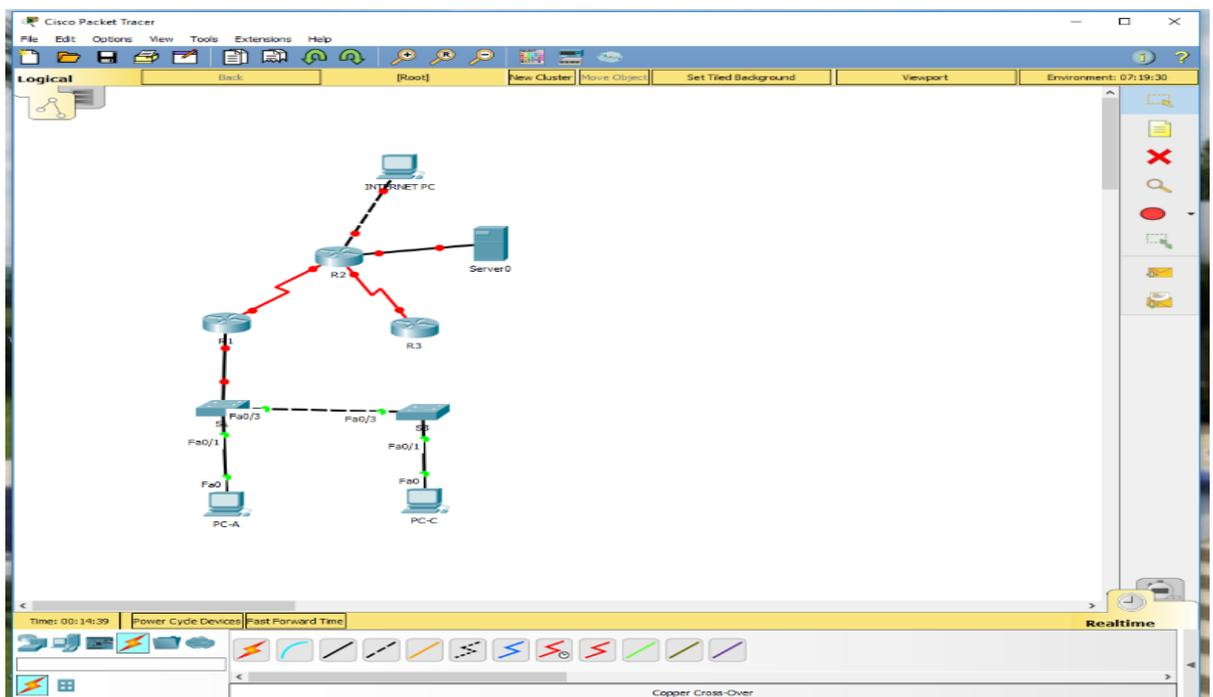 Cisco Packet Tracer
File Edit Options View Tools Extensions Help
Logical Back [Root] New Cluster Move Object Set Tiled Background Viewport Environment: 07:19:30
INTERNET PC
R2
Server0
R1
R3
Fa0/3 Fa0/3
Fa0/1 Fa0/1
Fa0 Fa0
PC-A PC-C
Time: 00:14:39 Power Cycle Devices Fast Forward Time Realtime
Copper Cross-Over